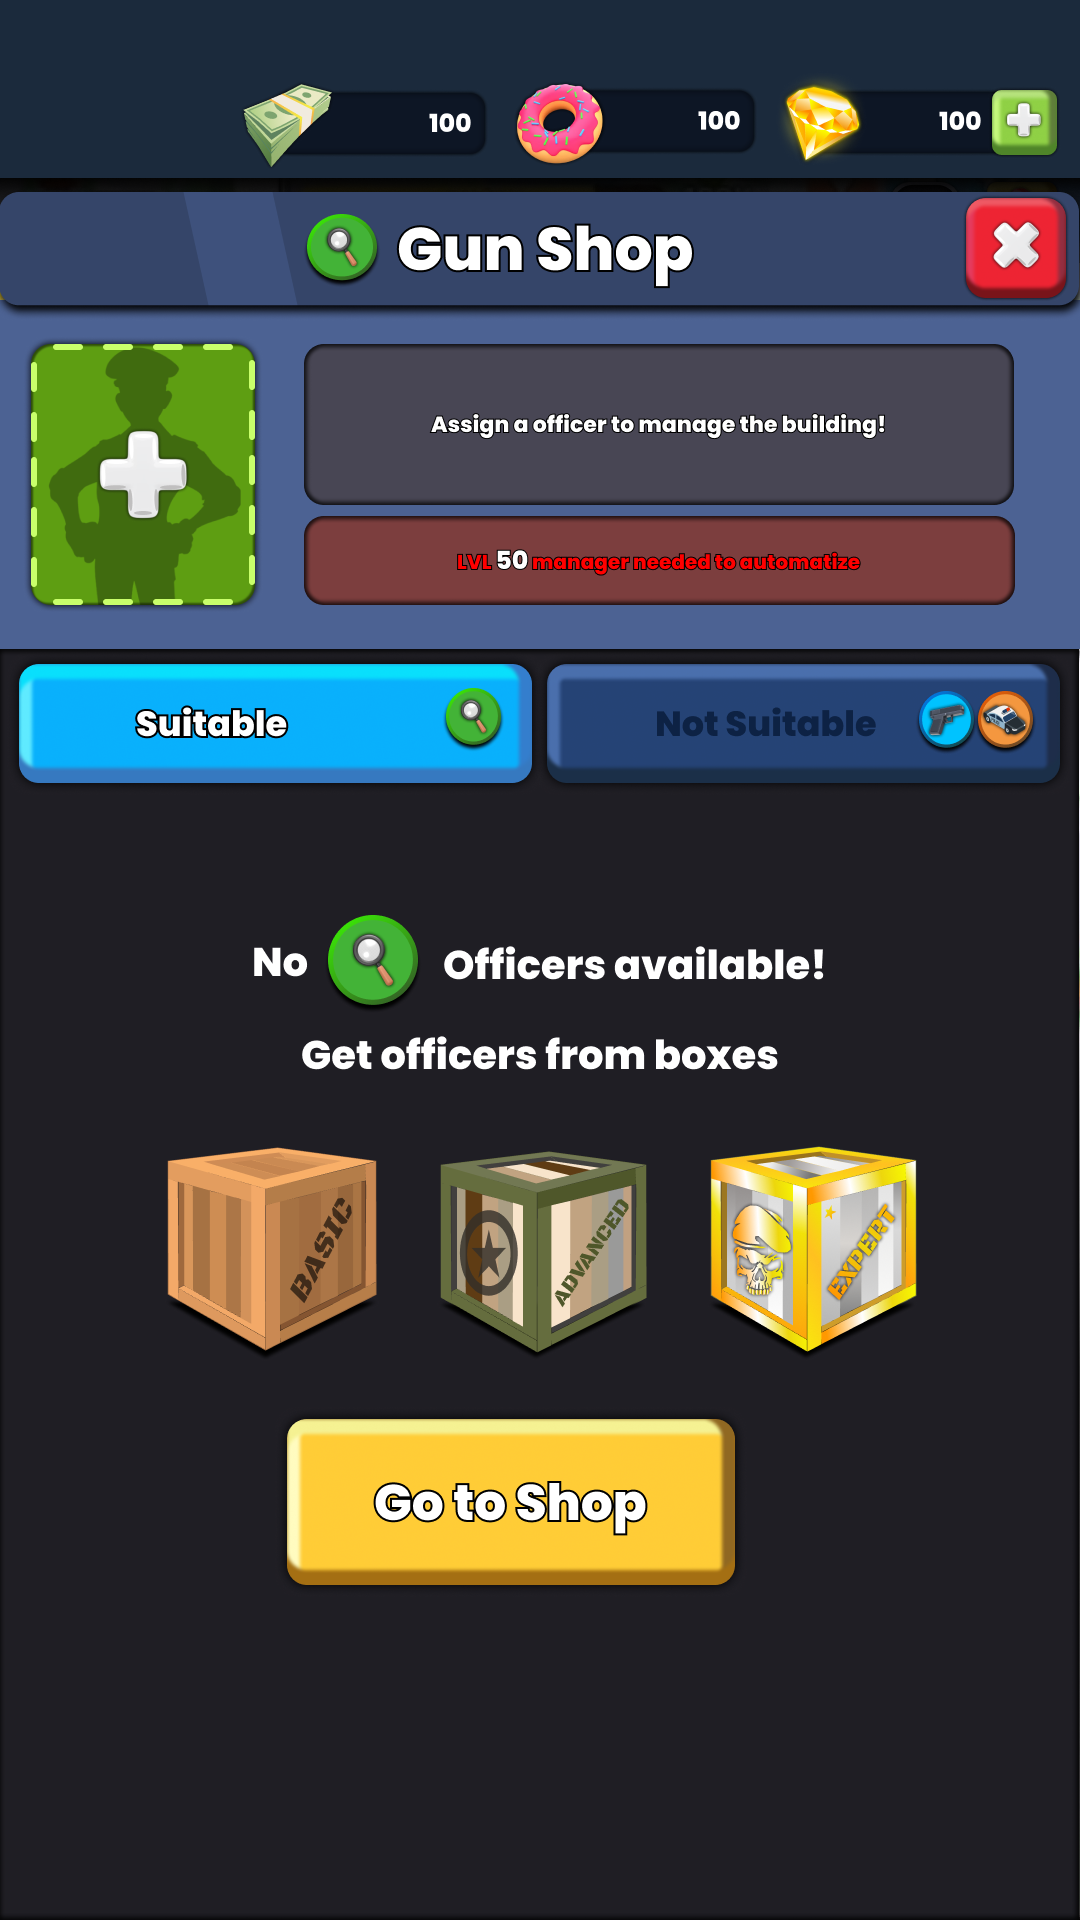 100
100
100
Gun Shop
Assign a officer to manage the building!
LVL 50 manager needed to automatize
Suitable
Not Suitable
No Officers available!
Get officers from boxes
BASIC
ADVANCED
EXPERT
Go to Shop